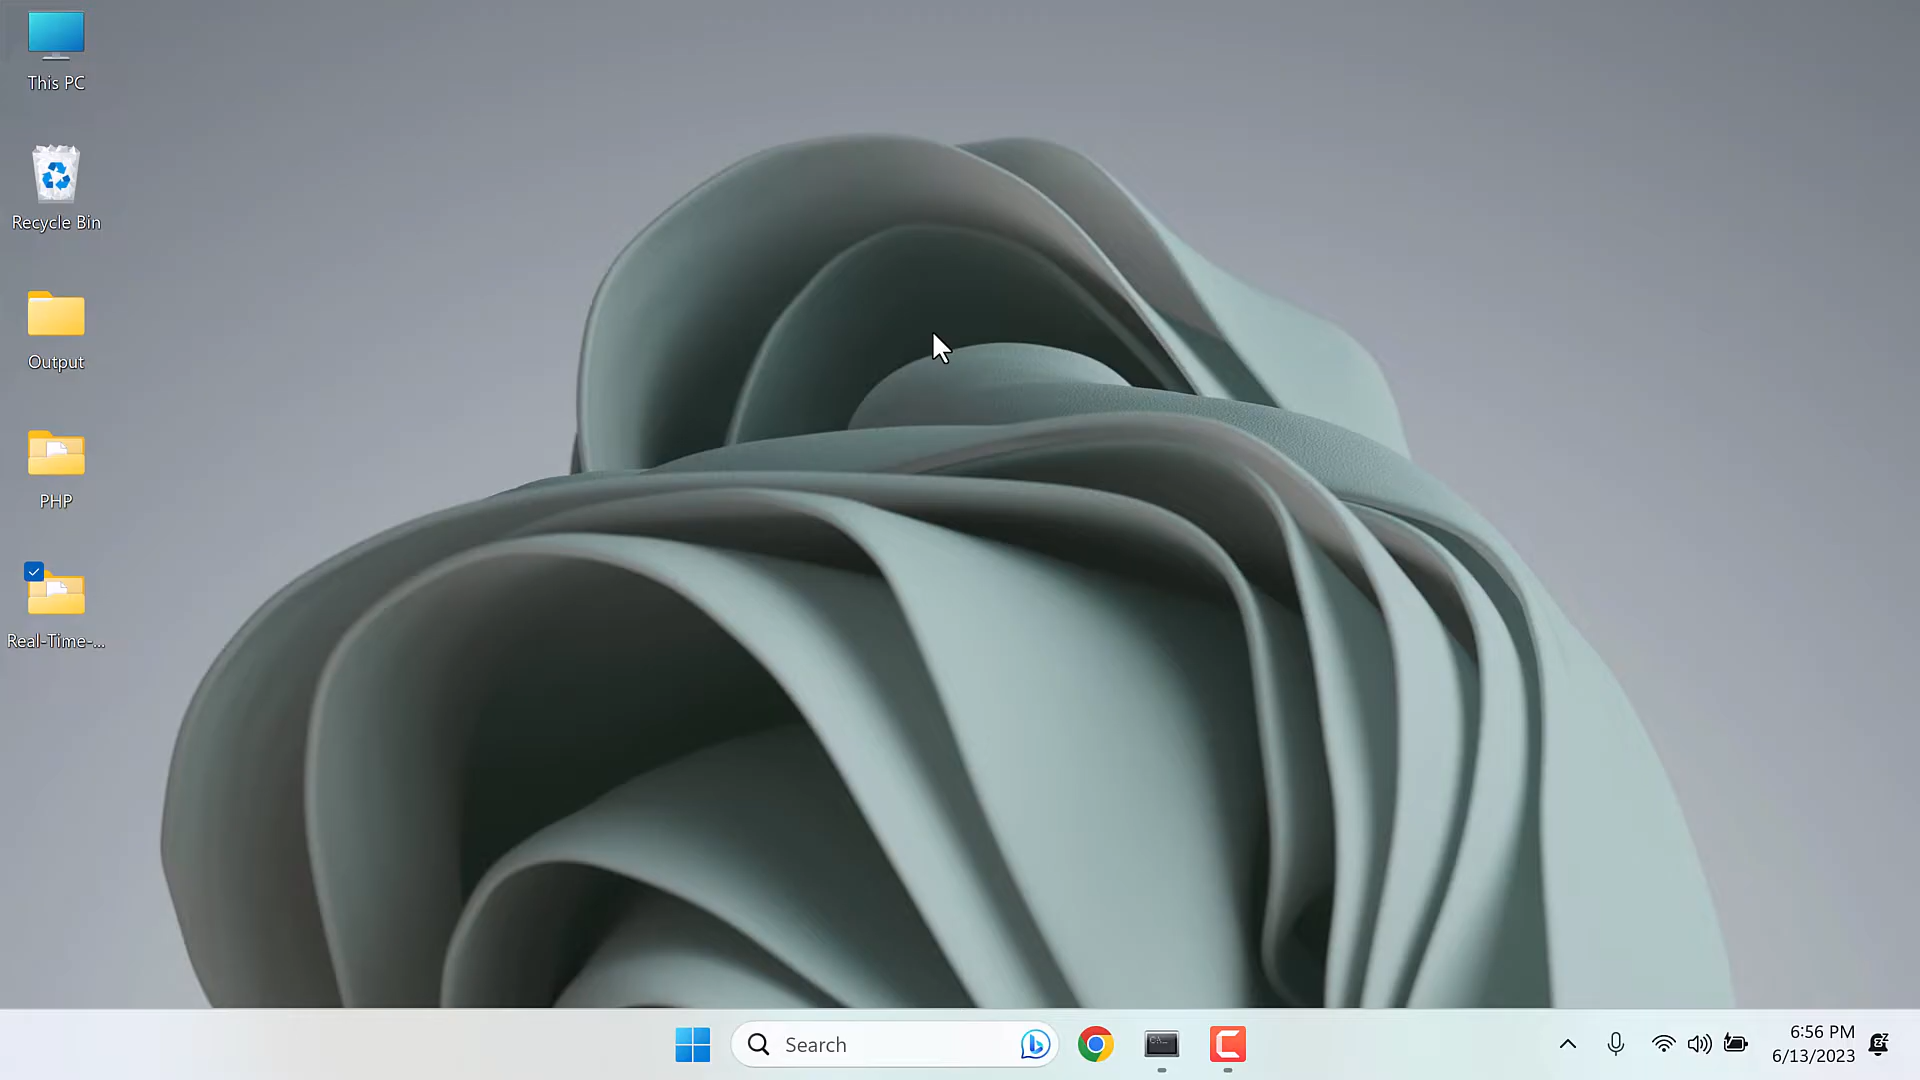 This PC
Recycle Bin
Output
PHP
Real-Time-...
Search
6:56 PM
6/13/2023